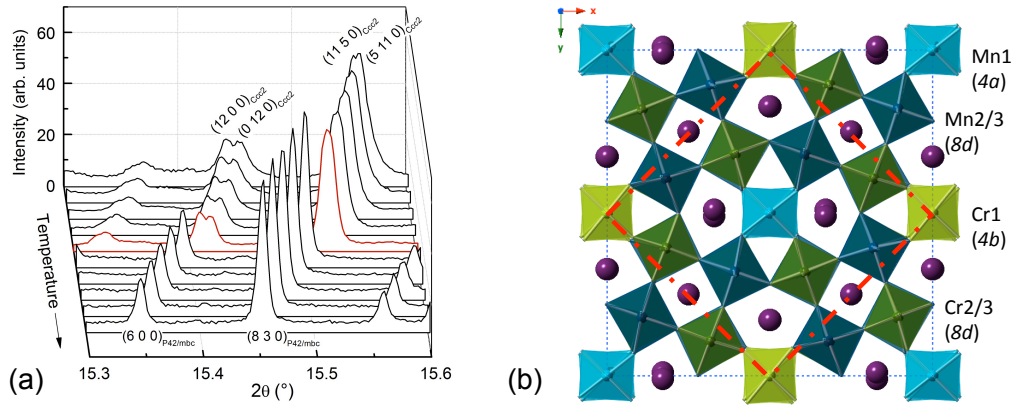 Intensity (arb. units)
60
40
20
0
Temperature
(12 0 0)Ccc2
(0 12 0)Ccc2
(11 5 0)Ccc2
(5 11 0)Ccc2
(6 0 0)P42/mbc
(8 3 0)P42/mbc
15.3
15.4
15.5
15.6
2θ (°)
(a)
x
y
Mn1
(4a)
Mn2/3
(8d)
Cr1
(4b)
Cr2/3
(8d)
(b)